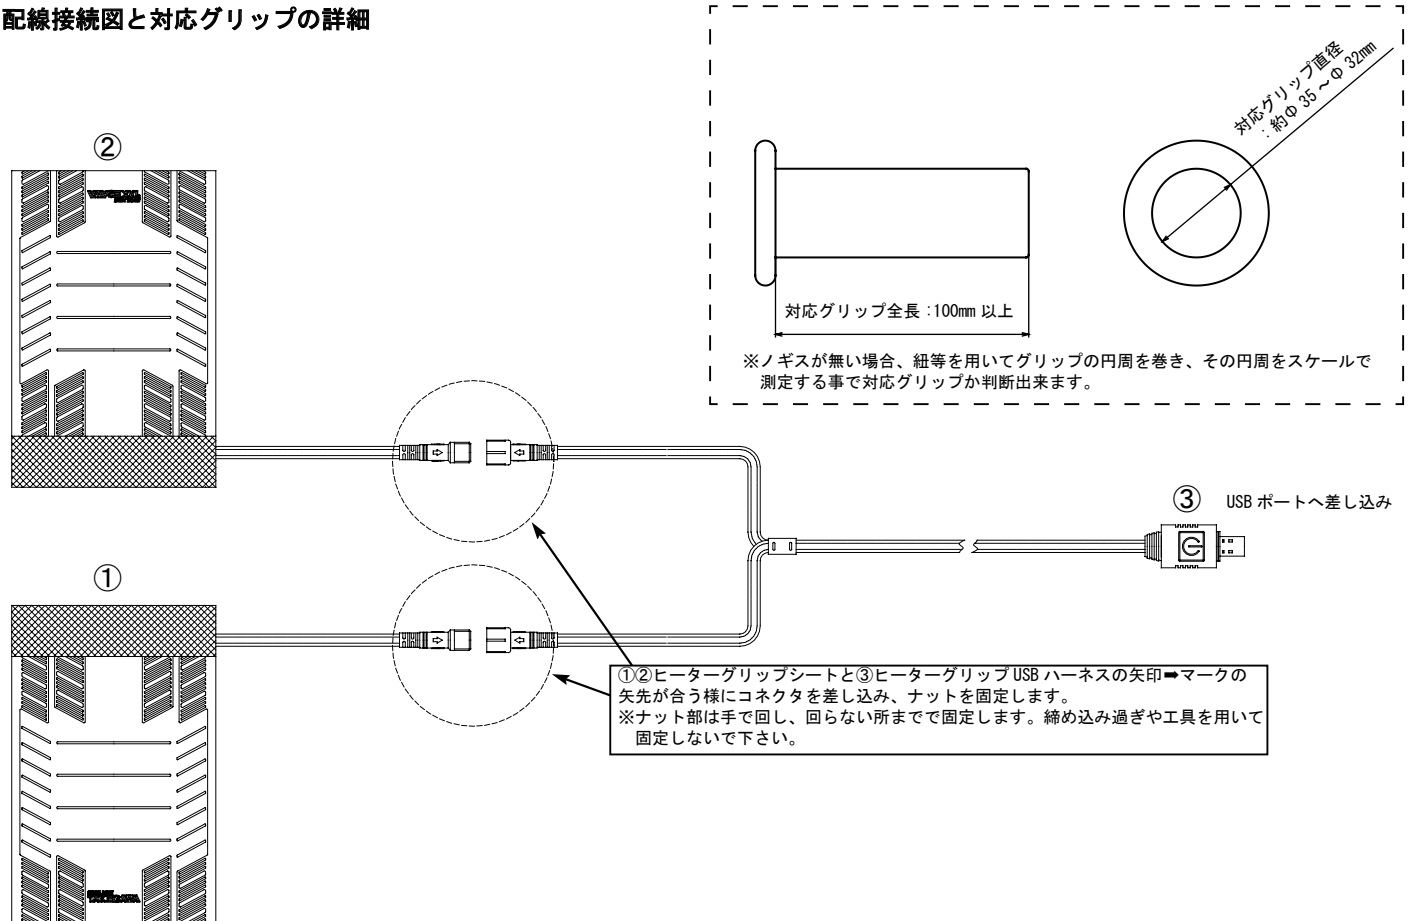 配線接続図と対応グリップの詳細
対応グリップ直径
：約Φ 35 ～Φ 32mm
対応グリップ全長：100mm 以上
※ノギスが無い場合、紐等を用いてグリップの円周を巻き、その円周をスケールで
測定する事で対応グリップか判断出来ます。
②
③ USB ポートへ差し込み
①
①②ヒーターグリップシートと③ヒーターグリップ USB ハーネスの矢印➡マークの
矢先が合う様にコネクタを差し込み、ナットを固定します。
※ナット部は手で回し、回らない所までで固定します。締め込み過ぎや工具を用いて
固定しないで下さい。